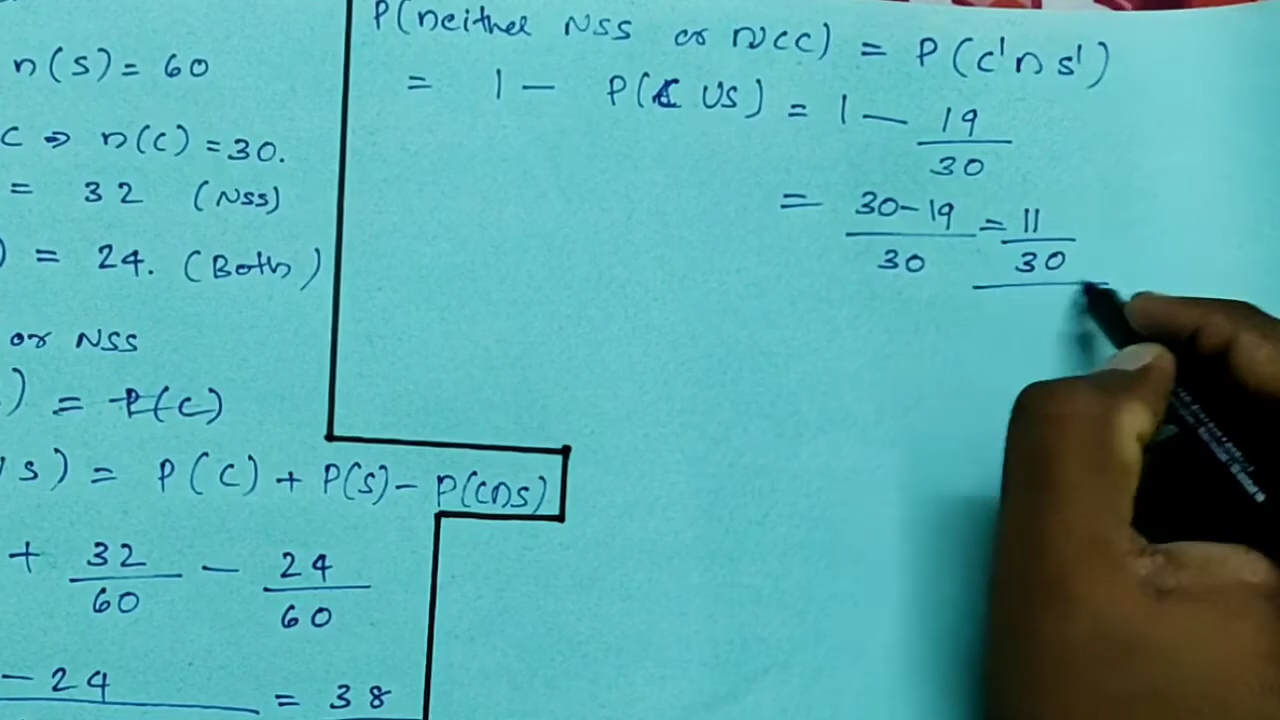 n(S) = 60
C ⇒ n(C) = 30.
= 32 (NSS)
) = 24. (Both)
or NSS
) = P(C)
S) = P(C) + P(S) - P(C∩S)
+ 32/60 - 24/60
- 24 = 38
P(neither NSS or NCC) = P(C'∩S')
= 1 - P(C∪S) = 1 - 19/30
= 30-19/30 = 11/30